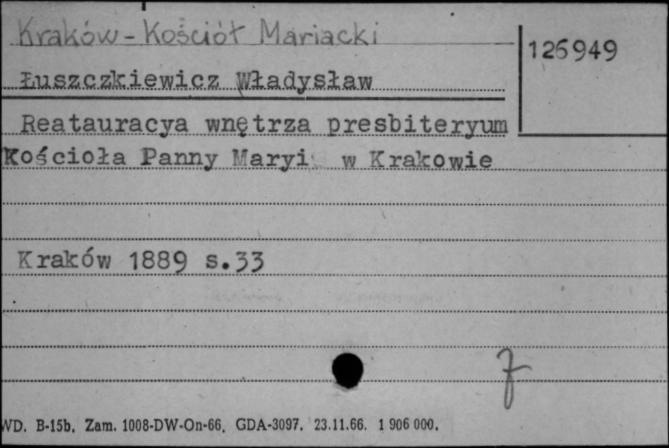 Kraków-Kościół Mariacki
126949
Łuszczkiewicz Władysław
Reatauracya wnętrza presbiteryum
Kościoła Panny Maryi w Krakowie
Kraków 1889 s.33
WD. B-15b. Zam. 1008-DW-On-66. GDA-3097. 23.11.66. 1 906 000.